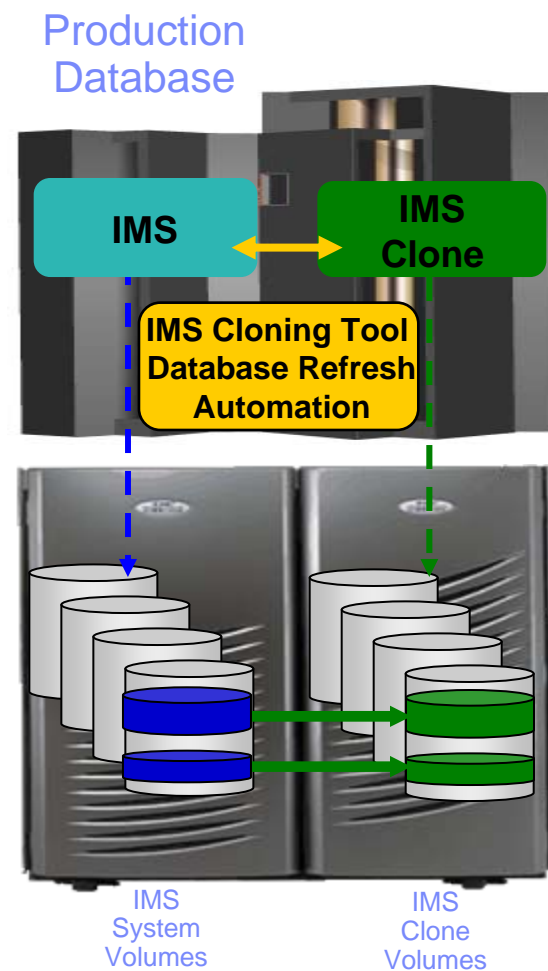 Production
Database
IMS
IMS
Clone
IMS Cloning Tool
Database Refresh
Automation
IMS
System
Volumes
IMS
Clone
Volumes